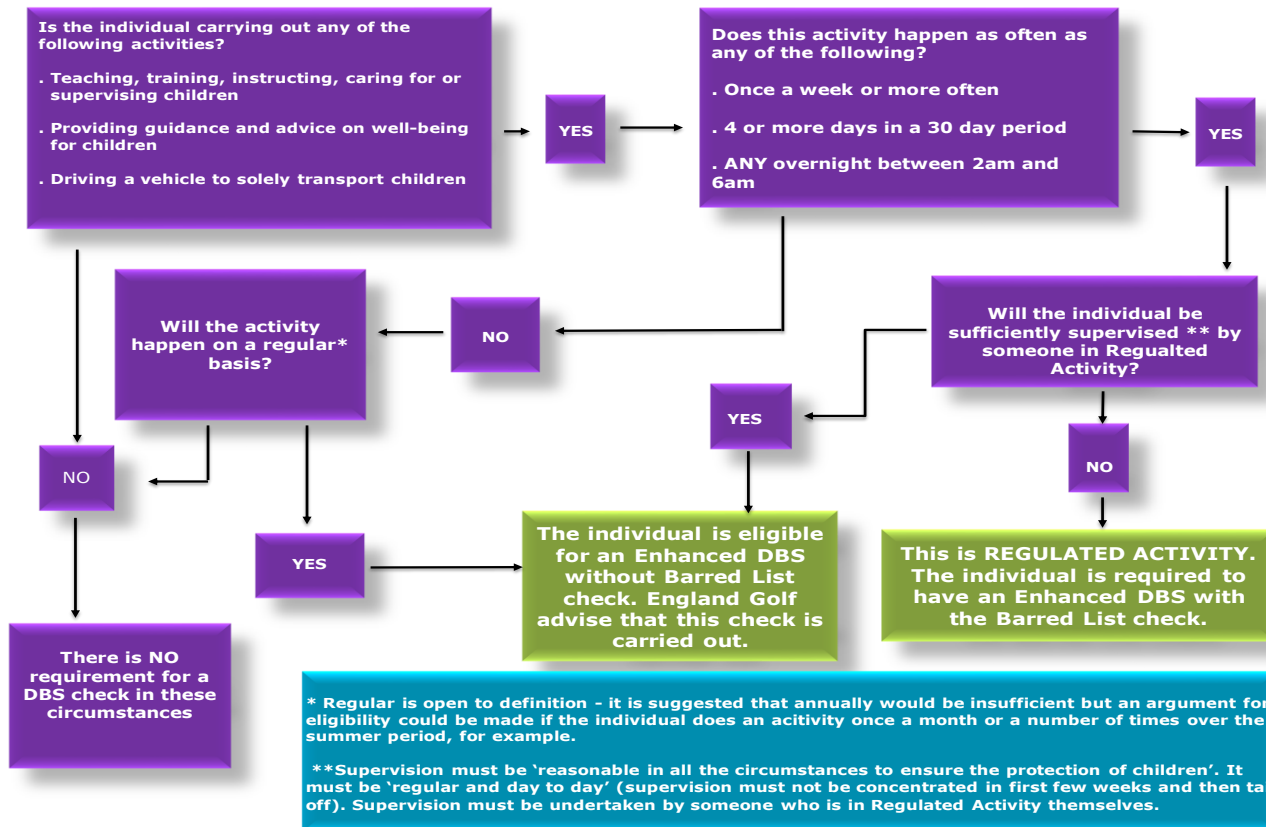 Is the individual carrying out any of the
following activities?
. Teaching, training, instructing, caring for or
supervising children
. Providing guidance and advice on well-being
for children
. Driving a vehicle to solely transport children
YES
Does this activity happen as often as
any of the following?
. Once a week or more often
. 4 or more days in a 30 day period
. ANY overnight between 2am and
6am
YES
Will the activity
happen on a regular*
basis?
NO
Will the individual be
sufficiently supervised ** by
someone in Regualted
Activity?
YES
NO
NO
YES
The individual is eligible
for an Enhanced DBS
without Barred List
check. England Golf
advise that this check is
carried out.
This is REGULATED ACTIVITY.
The individual is required to
have an Enhanced DBS with
the Barred List check.
There is NO
requirement for a
DBS check in these
circumstances
* Regular is open to definition - it is suggested that annually would be insufficient but an argument for
eligibility could be made if the individual does an acitivity once a month or a number of times over the
summer period, for example.
**Supervision must be ‘reasonable in all the circumstances to ensure the protection of children’. It
must be ‘regular and day to day’ (supervision must not be concentrated in first few weeks and then ta
off). Supervision must be undertaken by someone who is in Regulated Activity themselves.